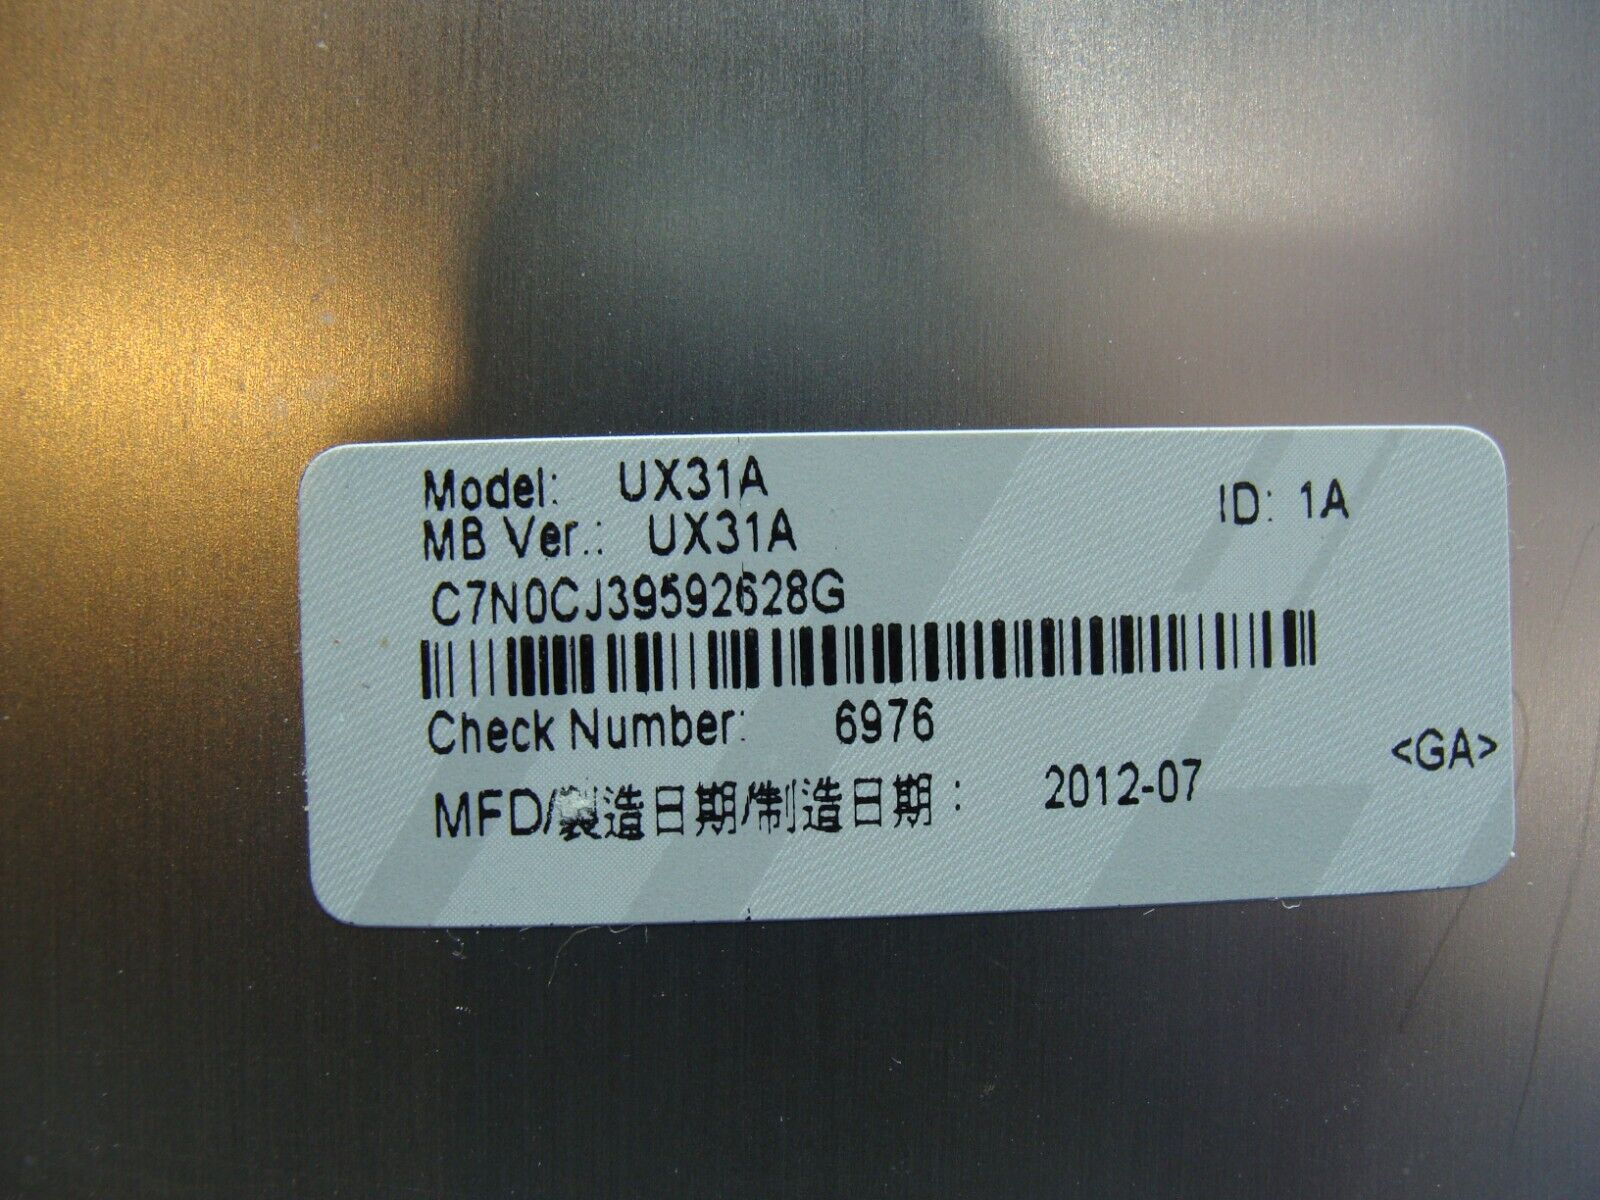 Model: UX31A
ID: 1A
MB Ver.: UX31A
C7N0CJ39592628G
Check Number: 6976
<GA>
MFD/製造日期/制造日期: 2012-07